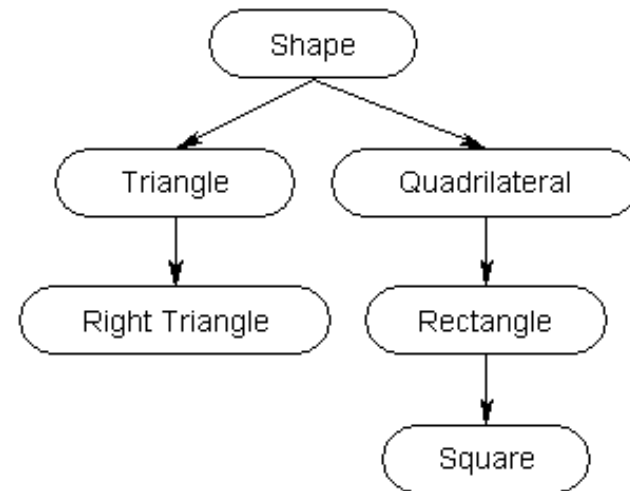 Shape
Triangle
Quadrilateral
Right Triangle
Rectangle
Square